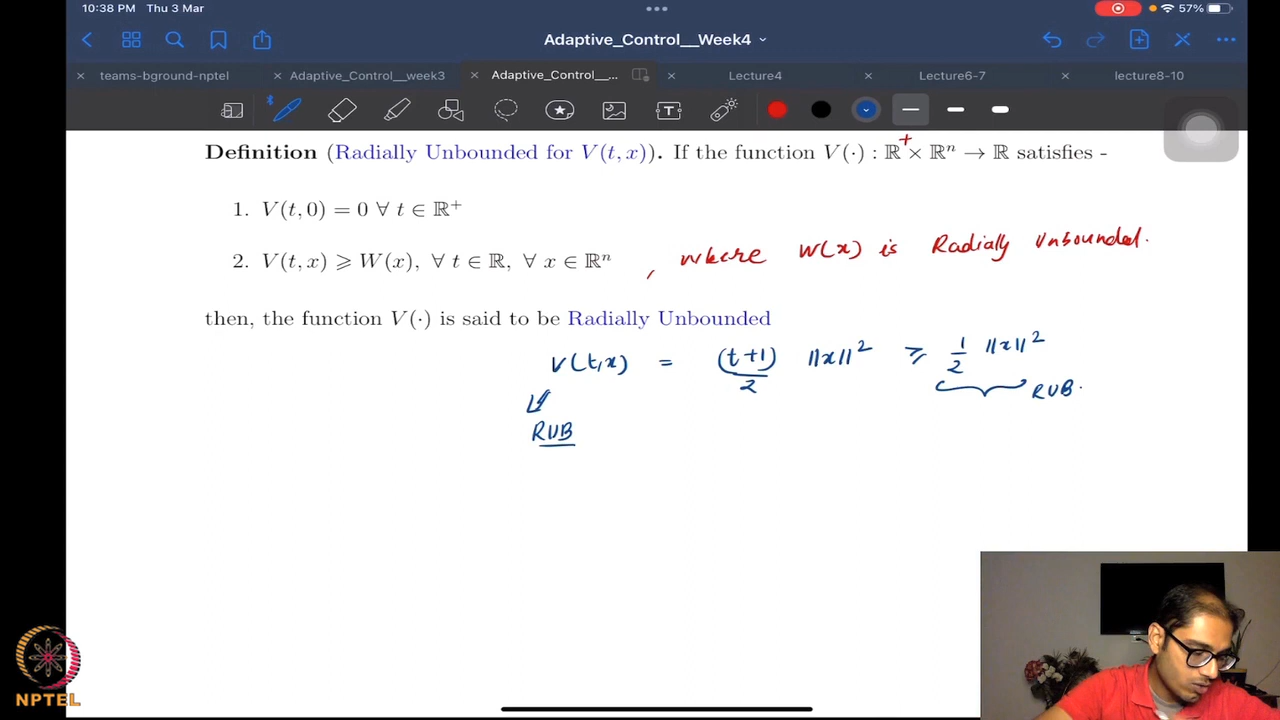 10:38 PM Thu 3 Mar
57%
Adaptive_Control__Week4
teams-bground-nptel
Adaptive_Control__week3
Adaptive_Control__...
Lecture4
Lecture6-7
lecture8-10
Definition (Radially Unbounded for V(t, x)). If the function V(·) : ℝ⁺ × ℝⁿ → ℝ satisfies -
1. V(t, 0) = 0 ∀ t ∈ ℝ⁺
2. V(t, x) ⩾ W(x), ∀ t ∈ ℝ, ∀ x ∈ ℝⁿ , where W(x) is Radially Unbounded.
then, the function V(·) is said to be Radially Unbounded
V(t,x) = (t+1)/2 ||x||² ⩾ 1/2 ||x||²
RUB.
RUB
NPTEL